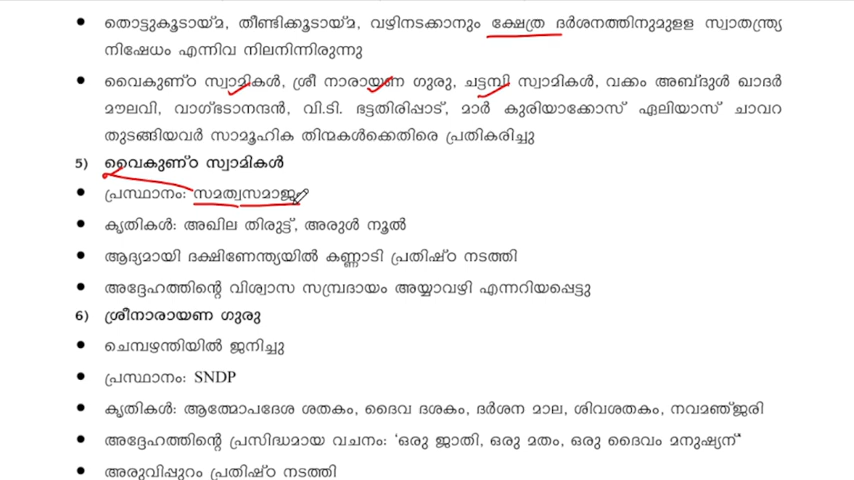 • തൊട്ടുകൂടായ്മ, തീണ്ടിക്കൂടായ്മ, വഴിനടക്കാനും ക്ഷേത്ര ദർശനത്തിനുമുളള സ്വാതന്ത്ര്യ
നിഷേധം എന്നിവ നിലനിന്നിരുന്നു
• വൈകുണ്ഠ സ്വാമികൾ, ശ്രീ നാരായണ ഗുരു, ചട്ടമ്പി സ്വാമികൾ, വക്കം അബ്ദുൾ ഖാദർ
മൗലവി, വാഗ്ഭടാനന്ദൻ, വി.ടി. ഭട്ടതിരിപ്പാട്, മാർ കുരിയാക്കോസ് ഏലിയാസ് ചാവറ
തുടങ്ങിയവർ സാമൂഹിക തിന്മകൾക്കെതിരെ പ്രതികരിച്ചു
5) വൈകുണ്ഠ സ്വാമികൾ
• പ്രസ്ഥാനം: സമത്വസമാജം
• കൃതികൾ: അഖില തിരുട്ട്, അരുൾ നൂൽ
• ആദ്യമായി ദക്ഷിണേന്ത്യയിൽ കണ്ണാടി പ്രതിഷ്ഠ നടത്തി
• അദ്ദേഹത്തിന്റെ വിശ്വാസ സമ്പ്രദായം അയ്യാവഴി എന്നറിയപ്പെട്ടു
6) ശ്രീനാരായണ ഗുരു
• ചെമ്പഴന്തിയിൽ ജനിച്ചു
• പ്രസ്ഥാനം: SNDP
• കൃതികൾ: ആത്മോപദേശ ശതകം, ദൈവ ദശകം, ദർശന മാല, ശിവശതകം, നവമഞ്ജരി
• അദ്ദേഹത്തിന്റെ പ്രസിദ്ധമായ വചനം: ‘ഒരു ജാതി, ഒരു മതം, ഒരു ദൈവം മനുഷ്യന്‘
• അരുവിപ്പുറം പ്രതിഷ്ഠ നടത്തി